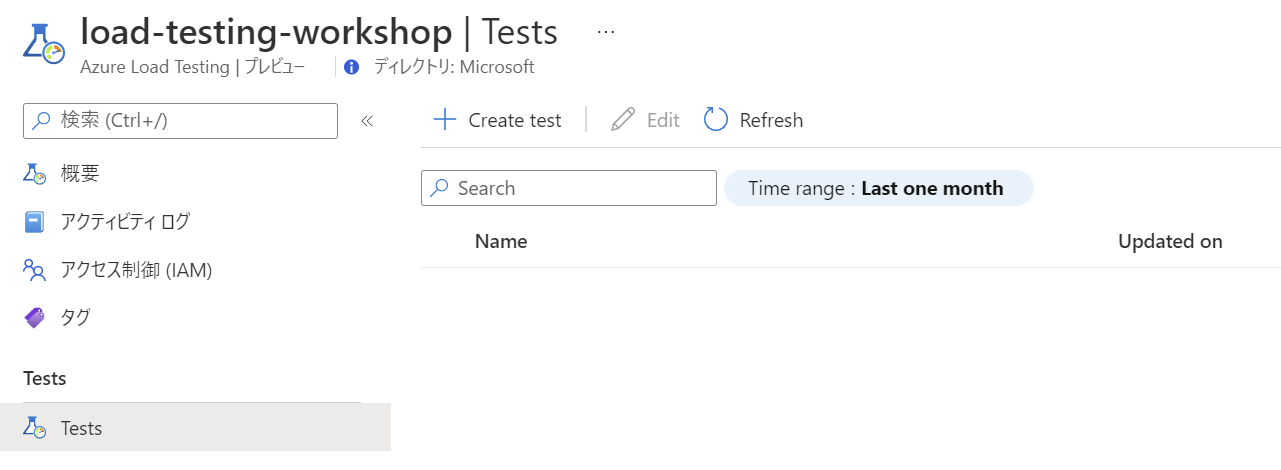 load-testing-workshop | Tests ...
Azure Load Testing | プレビュー ディレクトリ: Microsoft
検索 (Ctrl+/)
概要
アクティビティ ログ
アクセス制御 (IAM)
タグ
Tests
Tests
Create test Edit Refresh
Search Time range : Last one month
Name Updated on